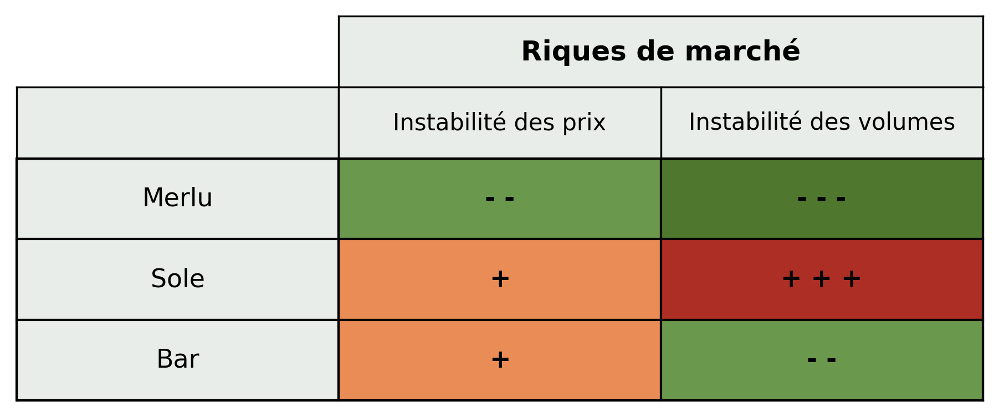 Riques de marché
Instabilité des prix Instabilité des volumes
Merlu - - - - -
Sole + + + +
Bar + - -